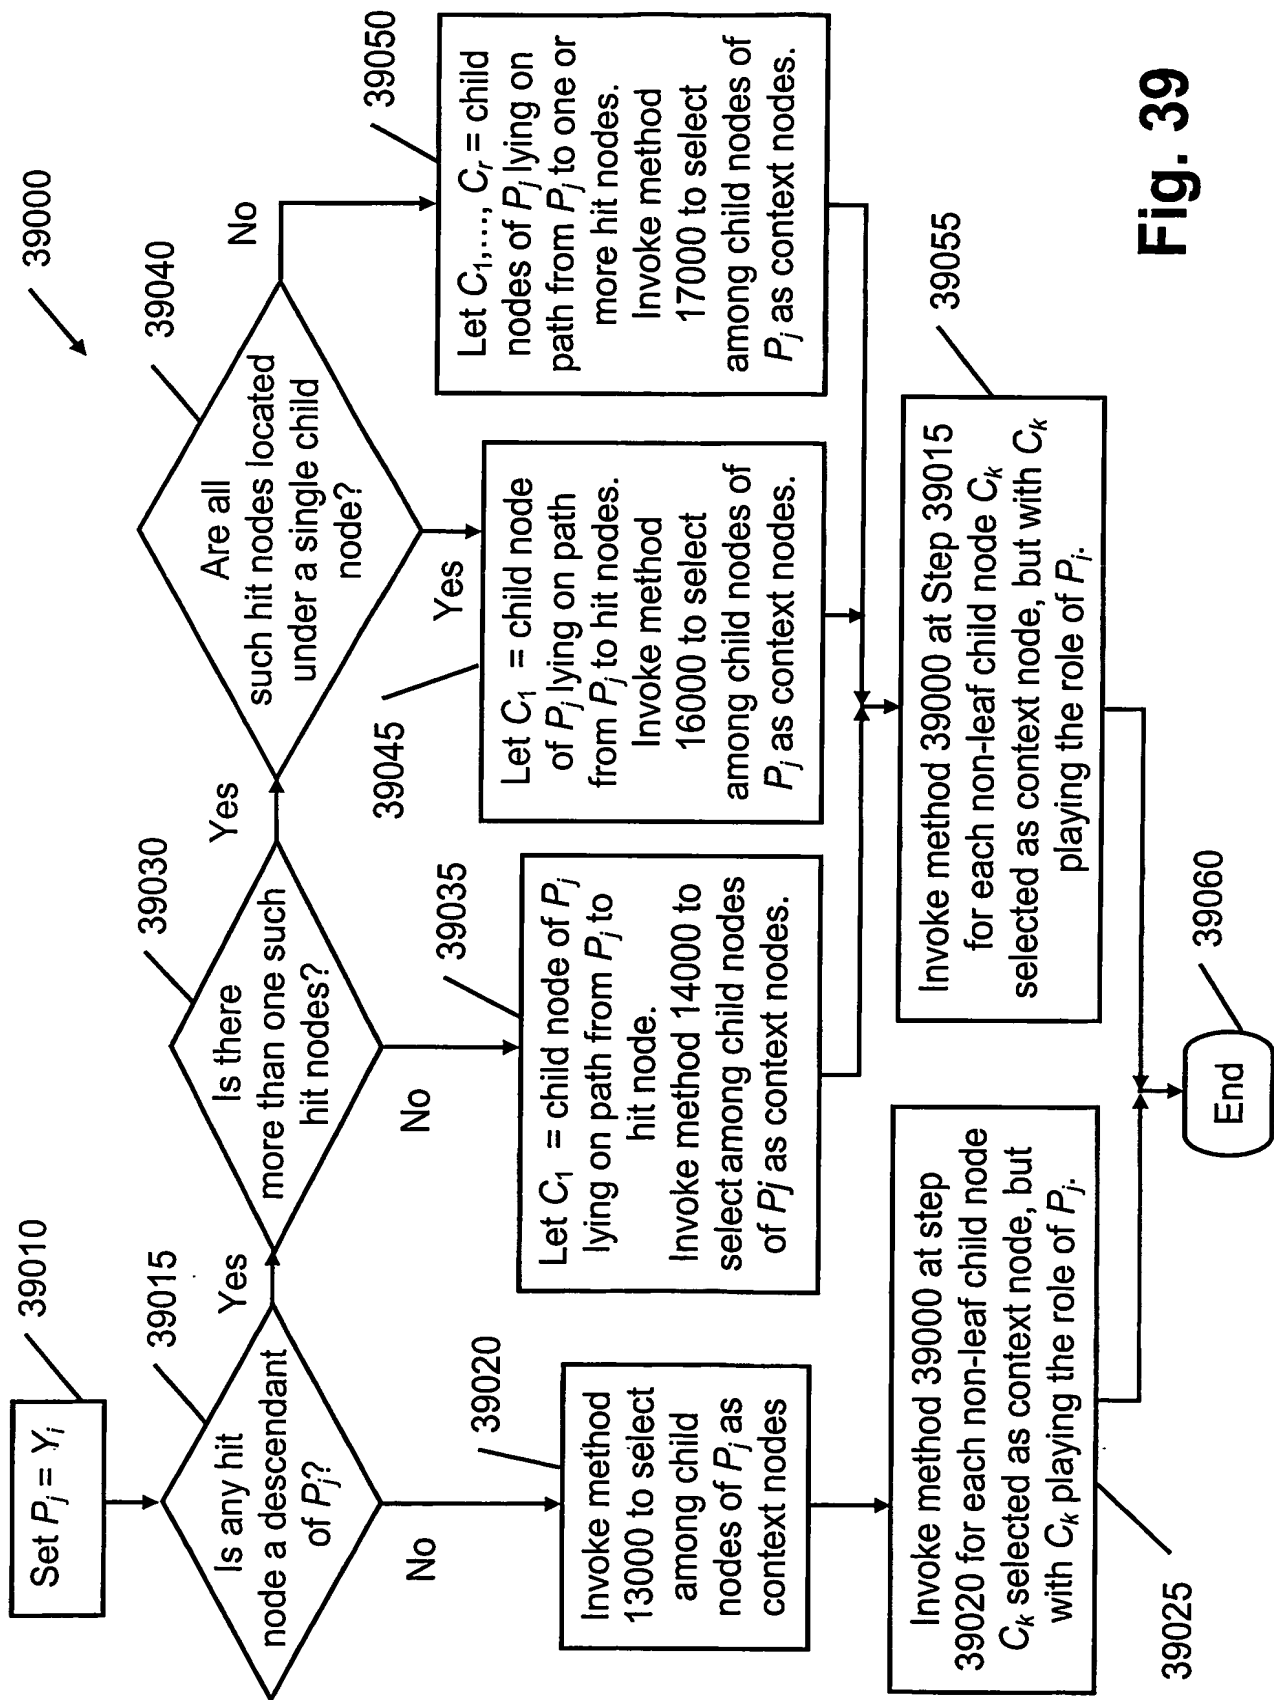 39000
Set Pj = Yi
39010
Is any hit
node a descendant
of Pj?
39015
Yes
No
Is there
more than one such
hit nodes?
39030
Yes
No
Are all
such hit nodes located
under a single child
node?
39040
No
Yes
Invoke method
13000 to select
among child
nodes of Pj as
context nodes
39020
Let C1 = child node of Pj
lying on path from Pj to
hit node.
Invoke method 14000 to
select among child nodes
of Pj as context nodes.
39035
Let C1 = child node
of Pj lying on path
from Pj to hit nodes.
Invoke method
16000 to select
among child nodes of
Pj as context nodes.
39045
Let C1,..., Cr = child
nodes of Pj lying on
path from Pj to one or
more hit nodes.
Invoke method
17000 to select
among child nodes of
Pj as context nodes.
39050
Invoke method 39000 at step
39020 for each non-leaf child node
Ck selected as context node, but
with Ck playing the role of Pj.
39025
Invoke method 39000 at Step 39015
for each non-leaf child node Ck
selected as context node, but with Ck
playing the role of Pj.
39055
End
39060
Fig. 39